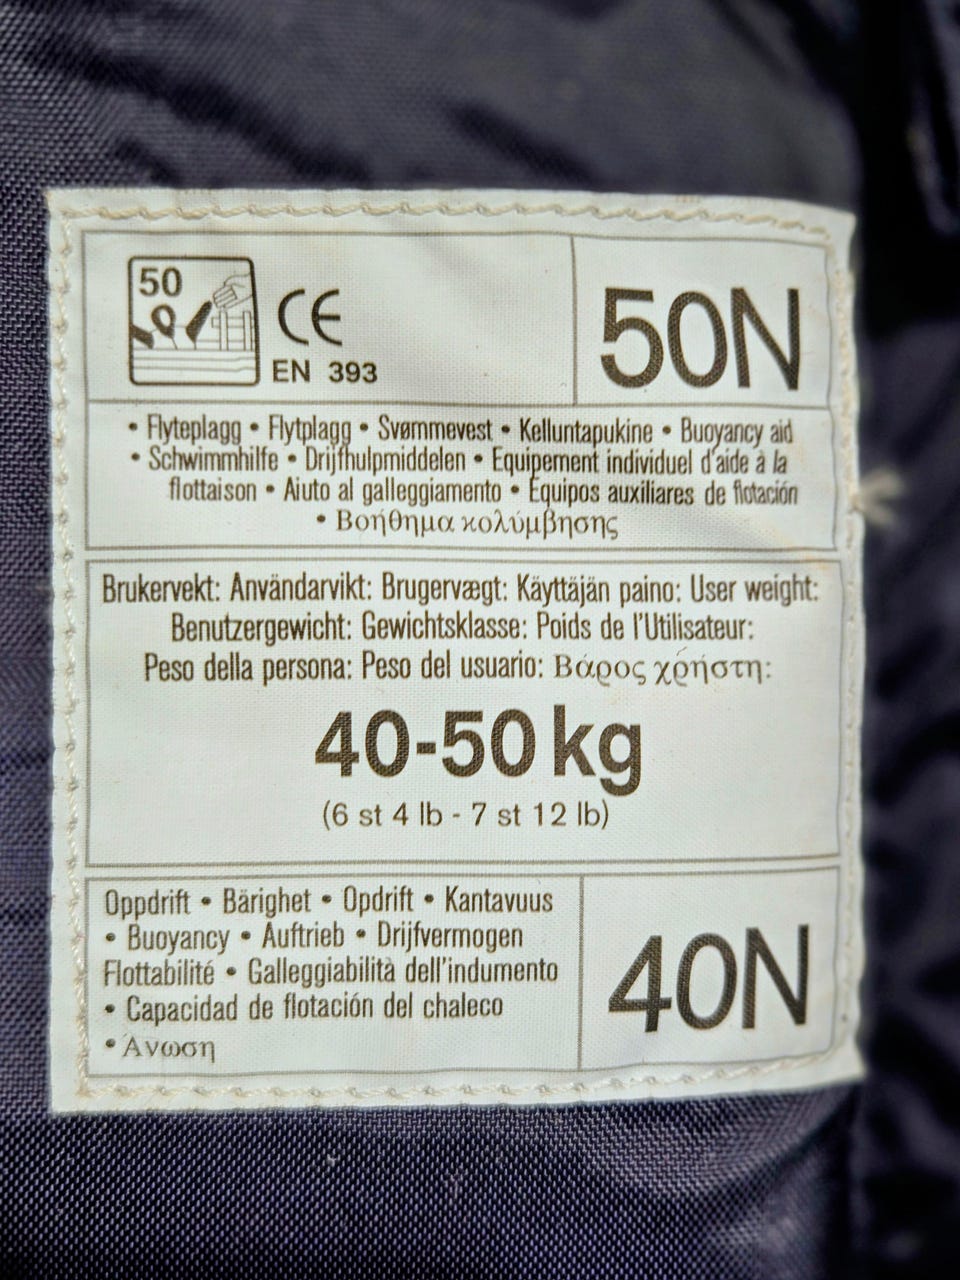 50
CE
EN 393
50N
• Flyteplagg • Flytplagg • Svømmevest • Kelluntapukine • Buoyancy aid
• Schwimmhilfe • Drijfhulpmiddelen • Equipement individuel d'aide à la
flottaison • Aiuto al galleggiamento • Equipos auxiliares de flotación
• Βοήθημα κολύμβησης
Brukervekt: Användarvikt: Brugervægt: Käyttäjän paino: User weight:
Benutzergewicht: Gewichtsklasse: Poids de l'Utilisateur:
Peso della persona: Peso del usuario: Βάρος χρήστη:
40-50 kg
(6 st 4 lb - 7 st 12 lb)
Oppdrift • Bärighet • Opdrift • Kantavuus
• Buoyancy • Auftrieb • Drijfvermogen
Flottabilité • Galleggiabilità dell'indumento
• Capacidad de flotación del chaleco
• Άνωση
40N